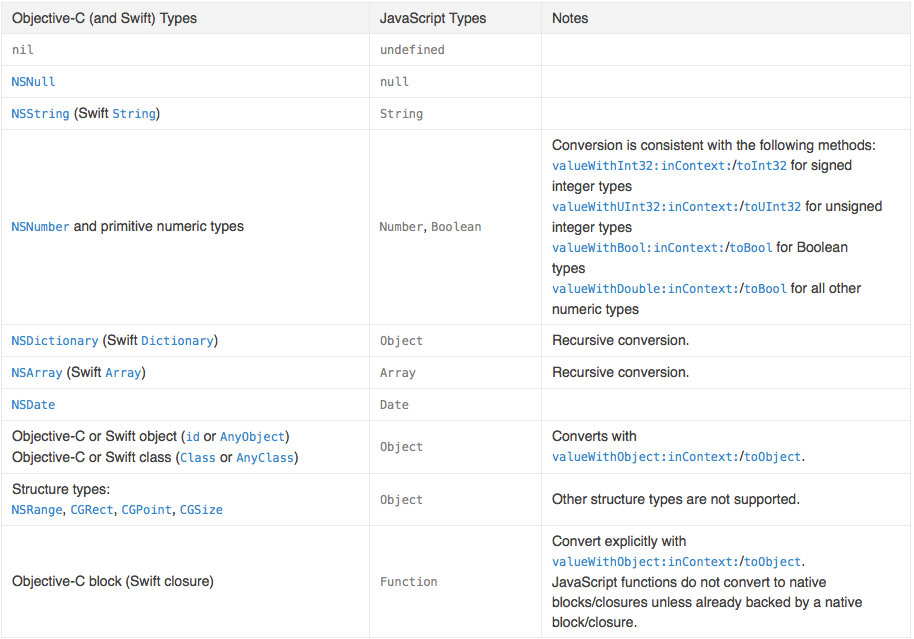 Objective-C (and Swift) Types JavaScript Types Notes
nil undefined
NSNull null
NSString (Swift String) String
NSNumber and primitive numeric types Number, Boolean
Conversion is consistent with the following methods:
valueWithInt32:inContext:/toInt32 for signed
integer types
valueWithUInt32:inContext:/toUInt32 for unsigned
integer types
valueWithBool:inContext:/toBool for Boolean
types
valueWithDouble:inContext:/toBool for all other
numeric types
NSDictionary (Swift Dictionary) Object Recursive conversion.
NSArray (Swift Array) Array Recursive conversion.
NSDate Date
Objective-C or Swift object (id or AnyObject)
Objective-C or Swift class (Class or AnyClass)
Object
Converts with
valueWithObject:inContext:/toObject.
Structure types:
NSRange, CGRect, CGPoint, CGSize
Object
Other structure types are not supported.
Objective-C block (Swift closure) Function
Convert explicitly with
valueWithObject:inContext:/toObject.
JavaScript functions do not convert to native
blocks/closures unless already backed by a native
block/closure.